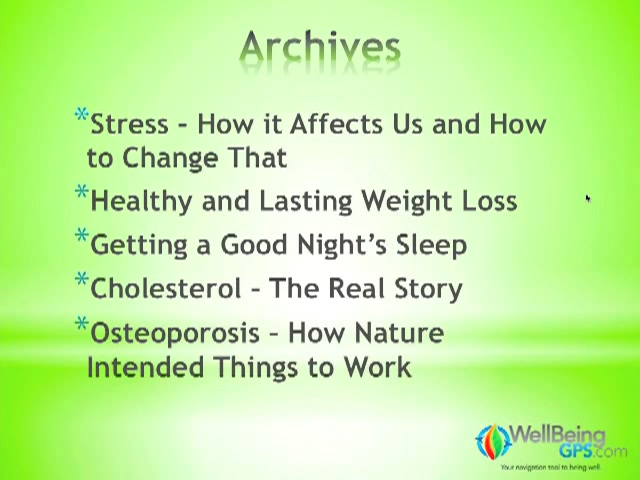 Archives
*Stress – How it Affects Us and How
to Change That
*Healthy and Lasting Weight Loss
*Getting a Good Night's Sleep
*Cholesterol – The Real Story
*Osteoporosis – How Nature
Intended Things to Work
WellBeing
GPS.com
Your navigation tool to being well.